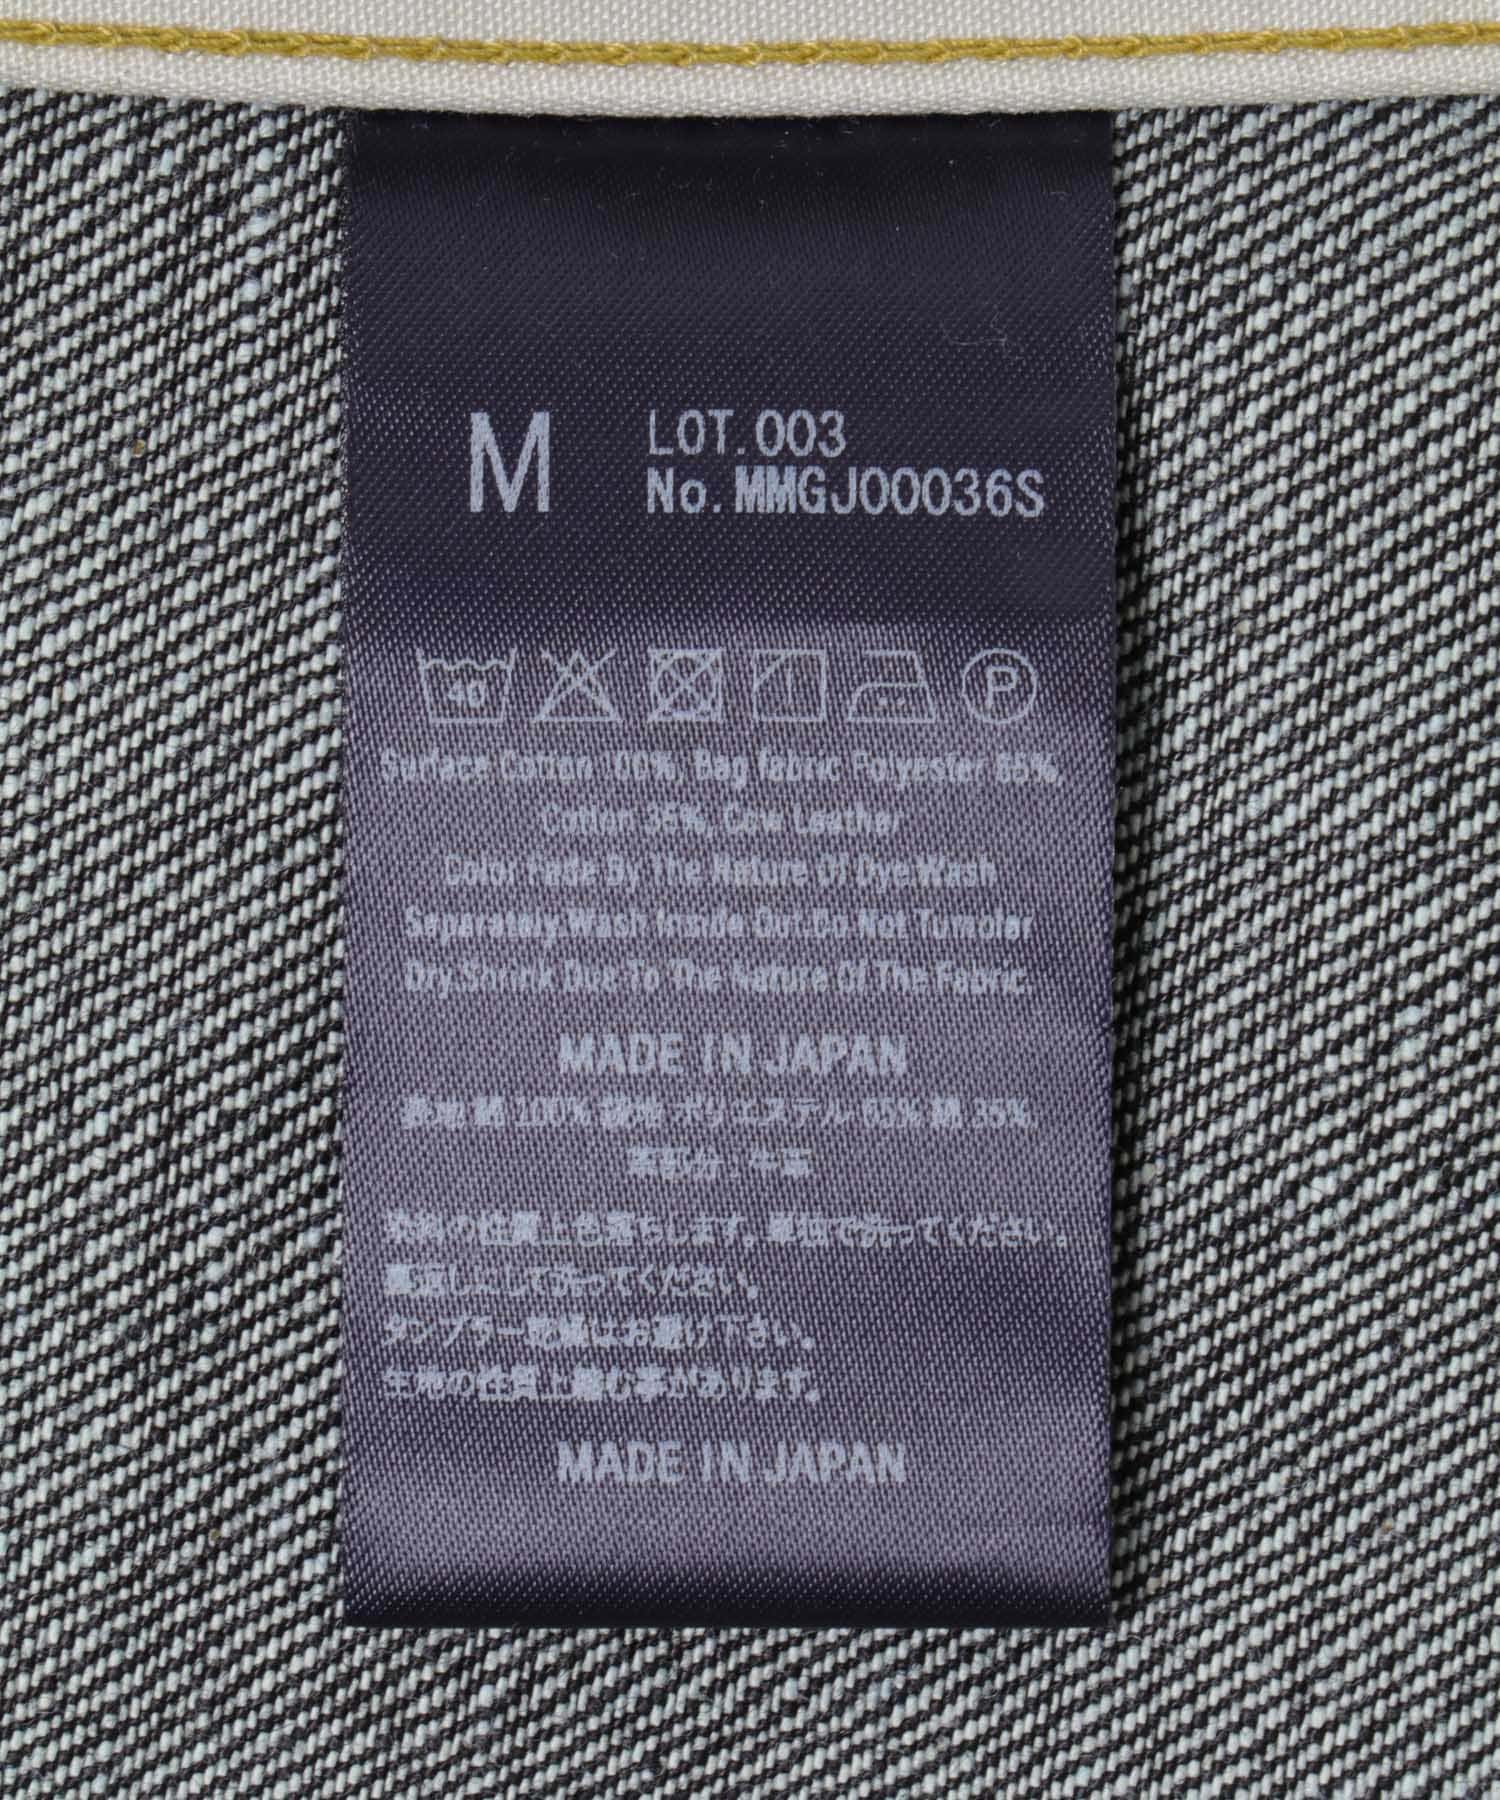 M LOT.003
No. MMGJ00036S
40 P
Surface Cotton 100%, Bag fabric Polyester 65%,
Cotton 35%, Cow Leather
Color Fade By The Nature Of Dye.Wash
Separately.Wash Inside Out.Do Not Tumbler
Dry.Shrink Due To The Nature Of The Fabric.
MADE IN JAPAN
表地 綿 100% 袋地 ポリエステル 65% 綿 35%
革部分 牛革
染料の性質上色落ちします。単独で洗ってください。
裏返しにして洗ってください。
タンブラー乾燥はお避け下さい。
生地の性質上縮む事があります。
MADE IN JAPAN